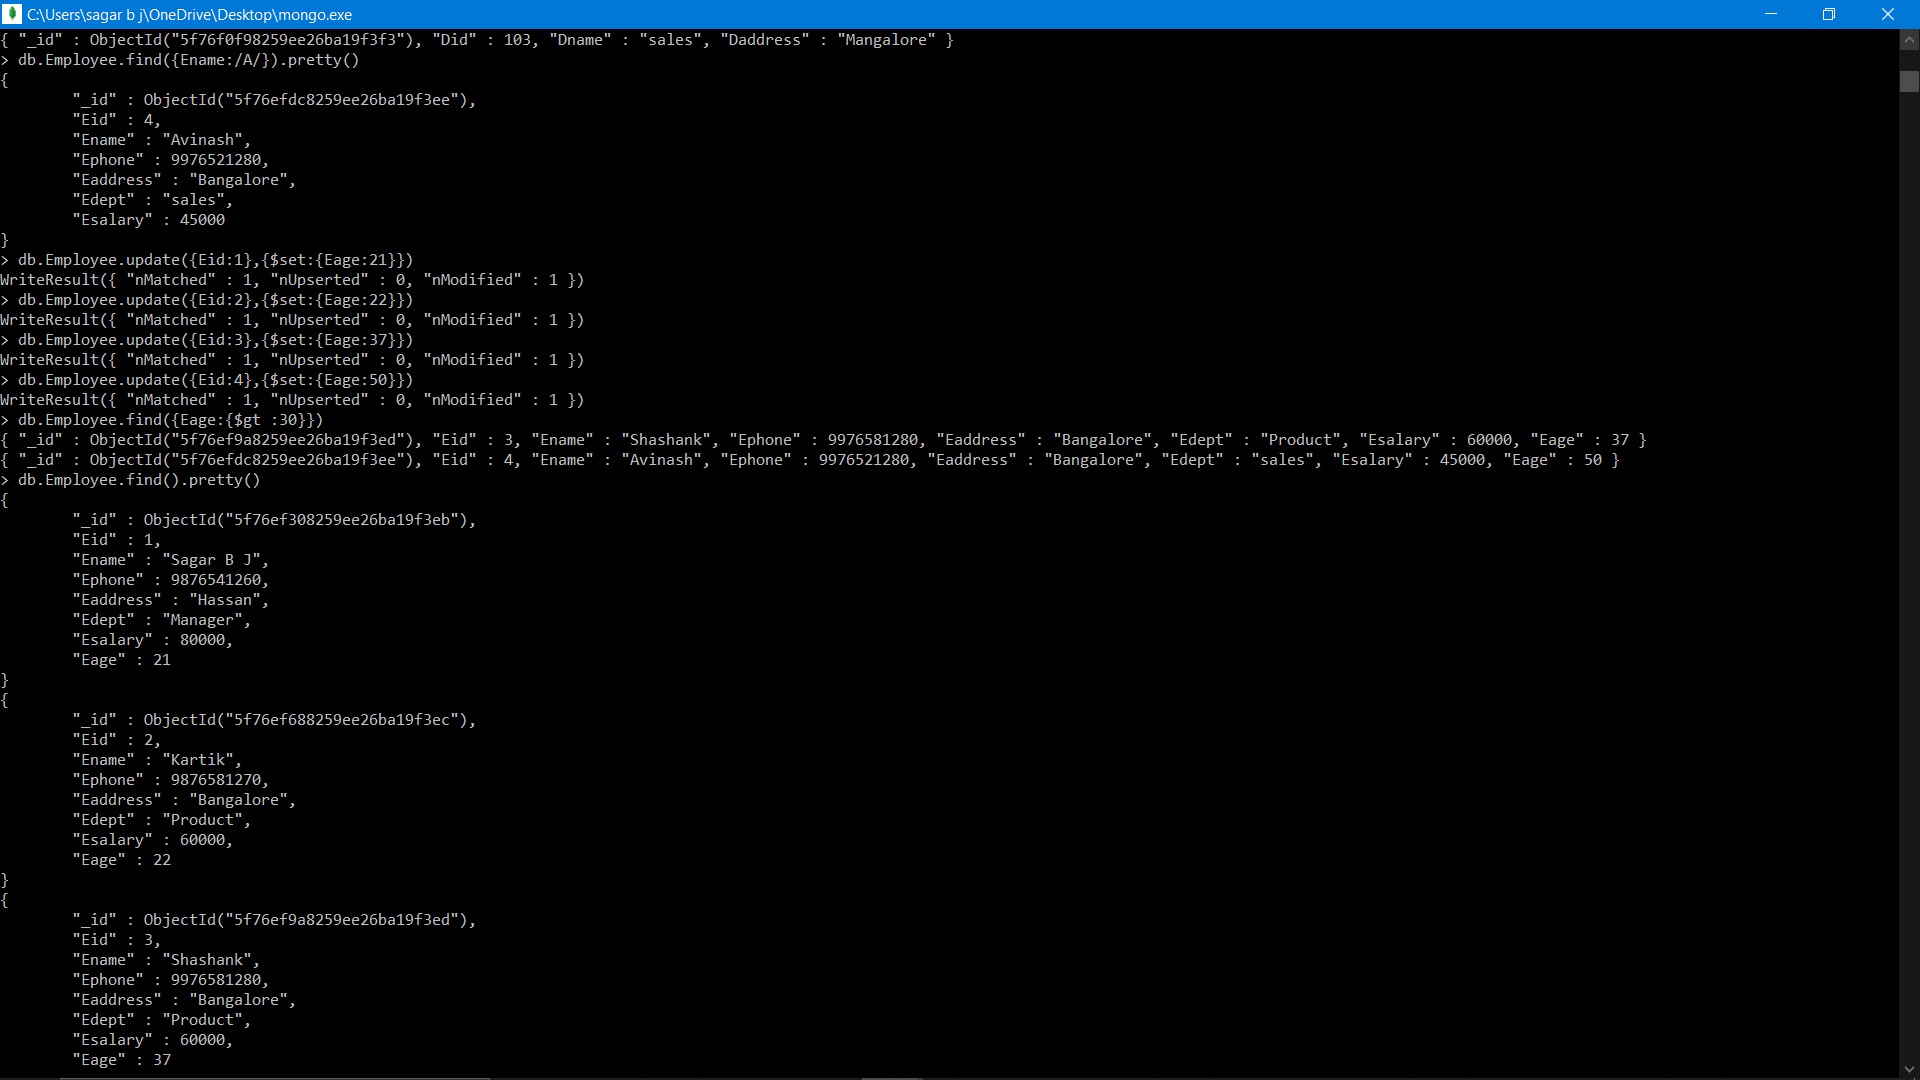 C:\Users\sagar b j\OneDrive\Desktop\mongo.exe
{ "_id" : ObjectId("5f76f0f98259ee26ba19f3f3"), "Did" : 103, "Dname" : "sales", "Daddress" : "Mangalore" }
> db.Employee.find({Ename:/A/}).pretty()
{
        "_id" : ObjectId("5f76efdc8259ee26ba19f3ee"),
        "Eid" : 4,
        "Ename" : "Avinash",
        "Ephone" : 9976521280,
        "Eaddress" : "Bangalore",
        "Edept" : "sales",
        "Esalary" : 45000
}
> db.Employee.update({Eid:1},{$set:{Eage:21}})
WriteResult({ "nMatched" : 1, "nUpserted" : 0, "nModified" : 1 })
> db.Employee.update({Eid:2},{$set:{Eage:22}})
WriteResult({ "nMatched" : 1, "nUpserted" : 0, "nModified" : 1 })
> db.Employee.update({Eid:3},{$set:{Eage:37}})
WriteResult({ "nMatched" : 1, "nUpserted" : 0, "nModified" : 1 })
> db.Employee.update({Eid:4},{$set:{Eage:50}})
WriteResult({ "nMatched" : 1, "nUpserted" : 0, "nModified" : 1 })
> db.Employee.find({Eage:{$gt :30}})
{ "_id" : ObjectId("5f76ef9a8259ee26ba19f3ed"), "Eid" : 3, "Ename" : "Shashank", "Ephone" : 9976581280, "Eaddress" : "Bangalore", "Edept" : "Product", "Esalary" : 60000, "Eage" : 37 }
{ "_id" : ObjectId("5f76efdc8259ee26ba19f3ee"), "Eid" : 4, "Ename" : "Avinash", "Ephone" : 9976521280, "Eaddress" : "Bangalore", "Edept" : "sales", "Esalary" : 45000, "Eage" : 50 }
> db.Employee.find().pretty()
{
        "_id" : ObjectId("5f76ef308259ee26ba19f3eb"),
        "Eid" : 1,
        "Ename" : "Sagar B J",
        "Ephone" : 9876541260,
        "Eaddress" : "Hassan",
        "Edept" : "Manager",
        "Esalary" : 80000,
        "Eage" : 21
}
{
        "_id" : ObjectId("5f76ef688259ee26ba19f3ec"),
        "Eid" : 2,
        "Ename" : "Kartik",
        "Ephone" : 9876581270,
        "Eaddress" : "Bangalore",
        "Edept" : "Product",
        "Esalary" : 60000,
        "Eage" : 22
}
{
        "_id" : ObjectId("5f76ef9a8259ee26ba19f3ed"),
        "Eid" : 3,
        "Ename" : "Shashank",
        "Ephone" : 9976581280,
        "Eaddress" : "Bangalore",
        "Edept" : "Product",
        "Esalary" : 60000,
        "Eage" : 37